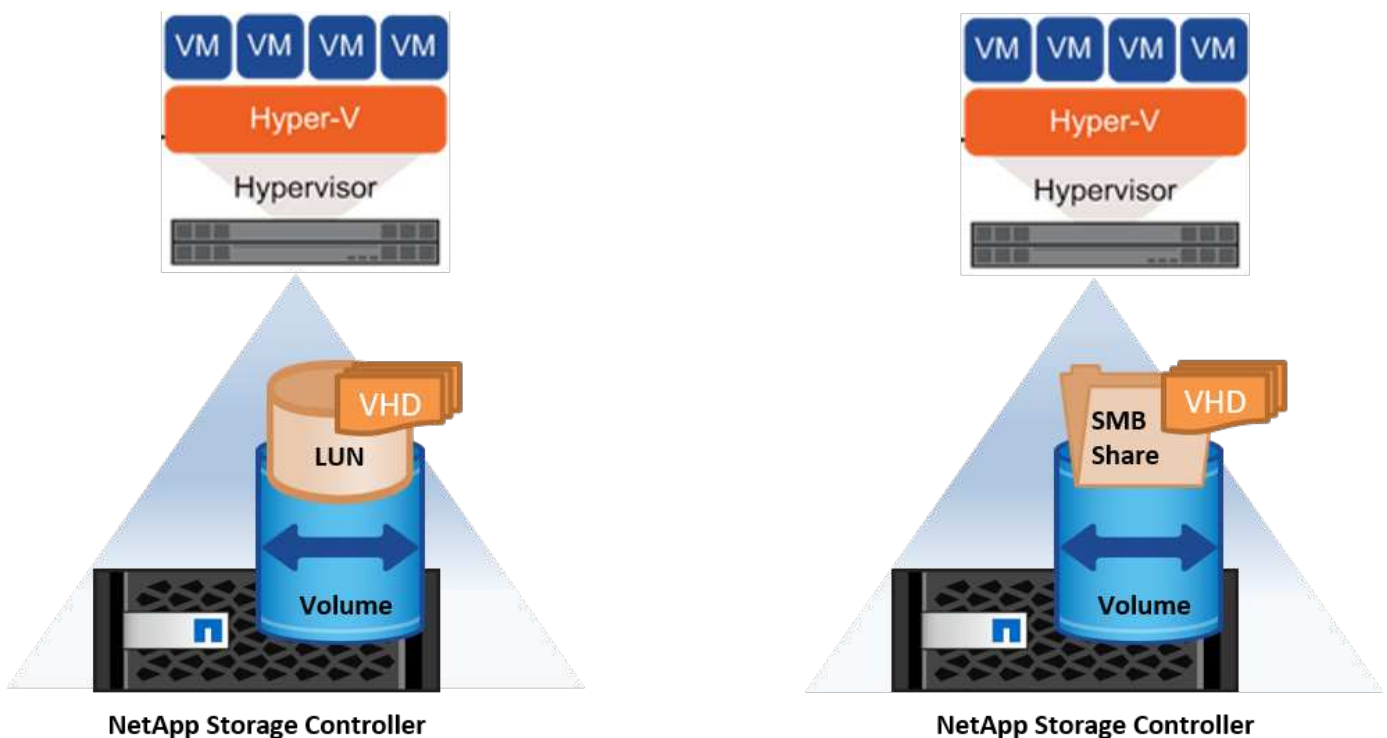 VM VM VM VM
Hyper-V
Hypervisor
VHD
LUN
Volume
NetApp Storage Controller
VM VM VM VM
Hyper-V
Hypervisor
VHD
SMB
Share
Volume
NetApp Storage Controller